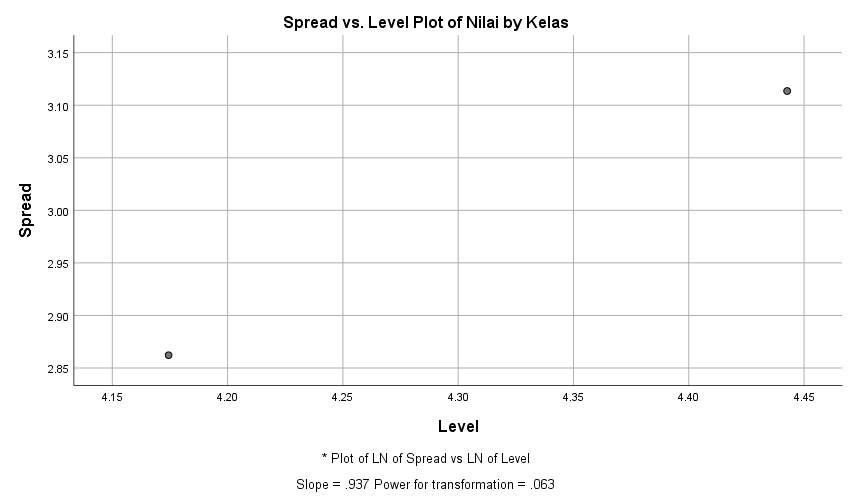 Spread vs. Level Plot of Nilai by Kelas
3.15
3.10
3.05
3.00
2.95
2.90
2.85
Spread
4.15 4.20 4.25 4.30 4.35 4.40 4.45
Level
* Plot of LN of Spread vs LN of Level
Slope = .937 Power for transformation = .063